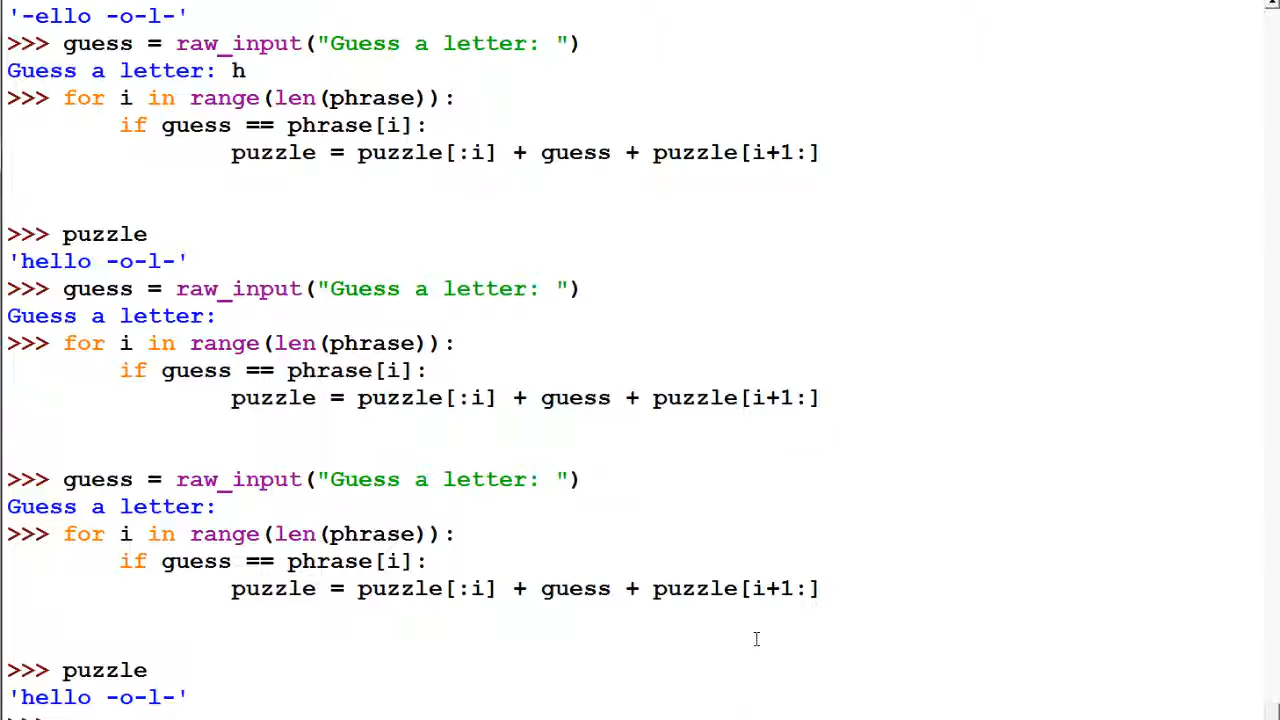 '-ello -o-l-'
>>> guess = raw_input("Guess a letter: ")
Guess a letter: h
>>> for i in range(len(phrase)):
        if guess == phrase[i]:
                puzzle = puzzle[:i] + guess + puzzle[i+1:]
>>> puzzle
'hello -o-l-'
>>> guess = raw_input("Guess a letter: ")
Guess a letter:
>>> for i in range(len(phrase)):
        if guess == phrase[i]:
                puzzle = puzzle[:i] + guess + puzzle[i+1:]
>>> guess = raw_input("Guess a letter: ")
Guess a letter:
>>> for i in range(len(phrase)):
        if guess == phrase[i]:
                puzzle = puzzle[:i] + guess + puzzle[i+1:]
>>> puzzle
'hello -o-l-'
>>>